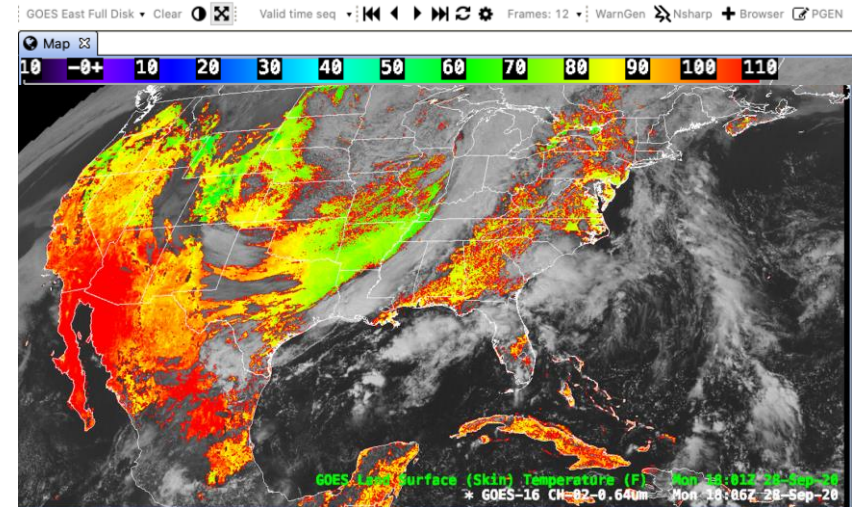 GOES East Full Disk Clear Valid time seq Frames: 12 WarnGen Nsharp Browser PGEN
Map
10 -0+ 10 20 30 40 50 60 70 80 90 100 110
GOES Land Surface (Skin) Temperature (F) Mon 18:01Z 28-Sep-20
* GOES-16 CH-02-0.64um Mon 18:06Z 28-Sep-20